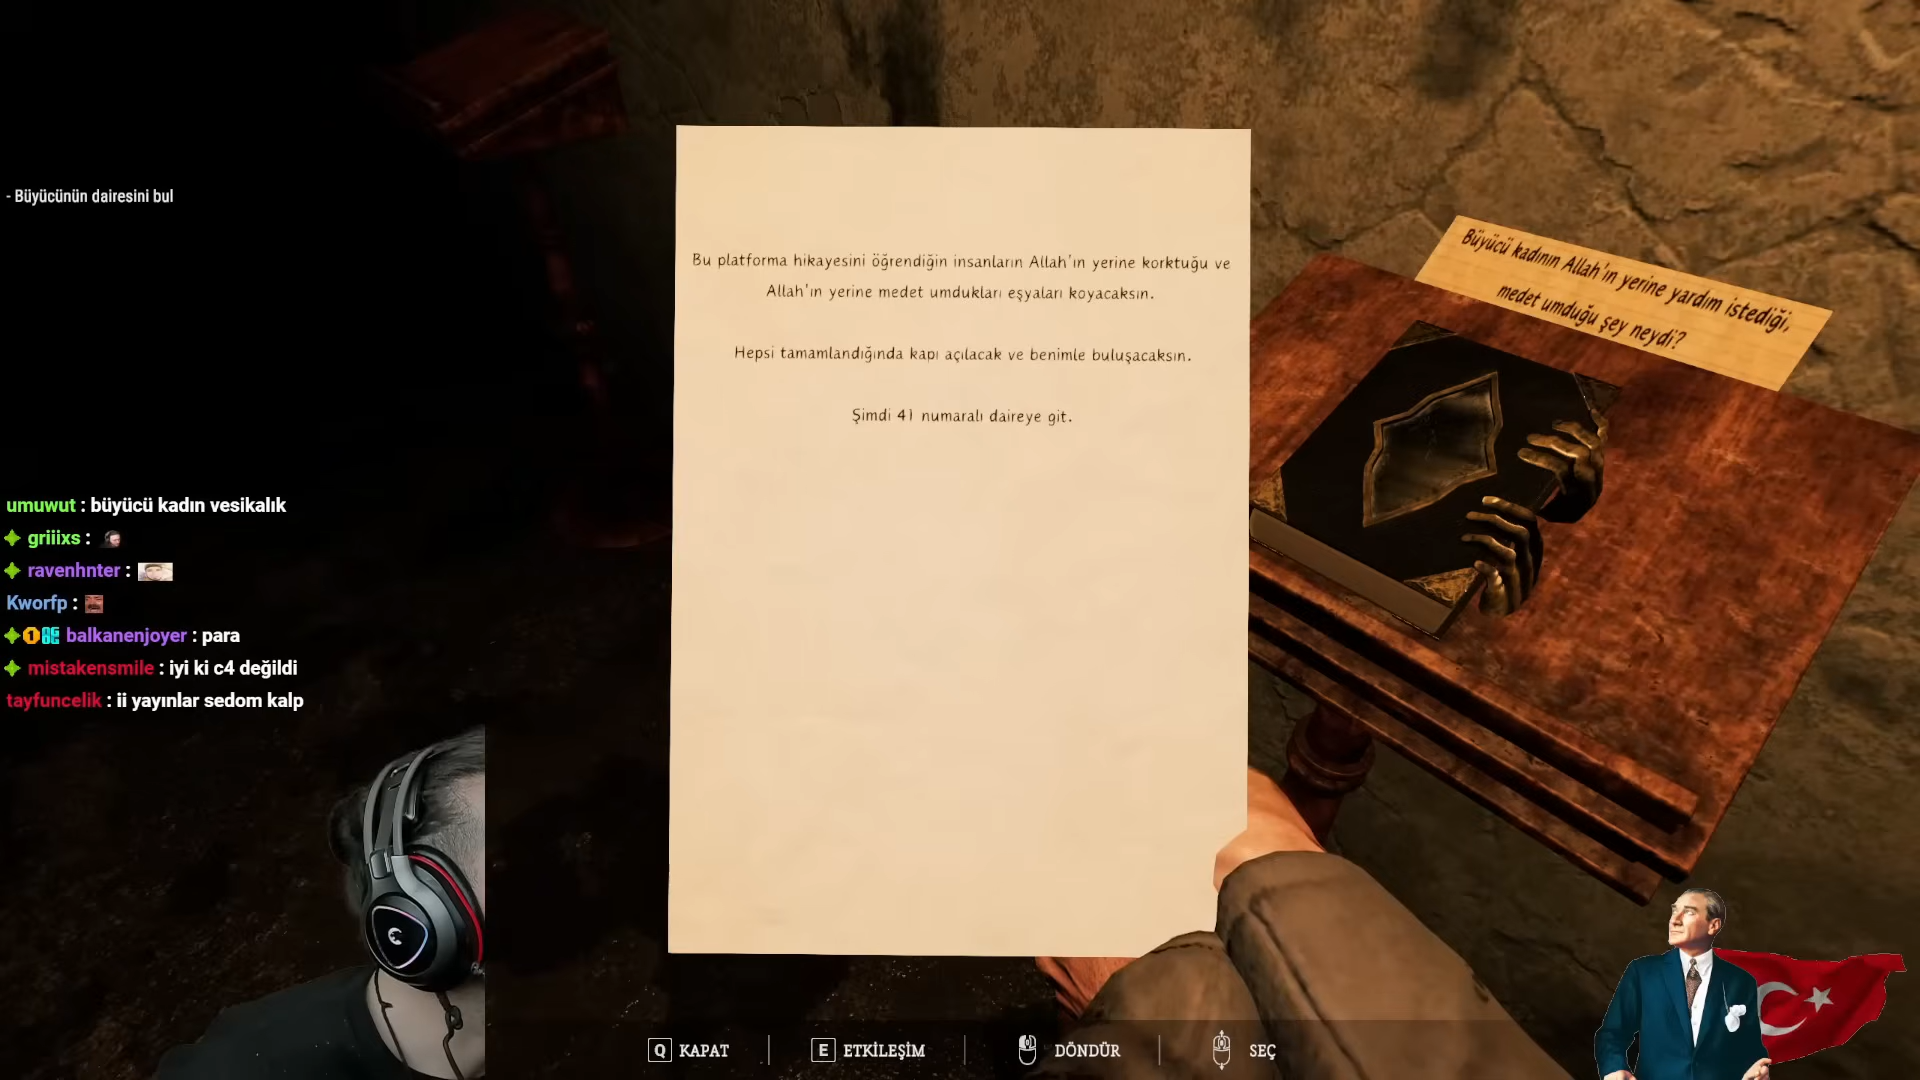 - Büyücünün dairesini bul
Bu platforma hikayesini öğrendiğin insanların Allah'ın yerine korktuğu ve
Allah'ın yerine medet umdukları eşyaları koyacaksın.
Hepsi tamamlandığında kapı açılacak ve benimle buluşacaksın.
Şimdi 41 numaralı daireye git.
Büyücü kadının Allah'ın yerine yardım istediği,
medet umduğu şey neydi?
umuwut : büyücü kadın vesikalık
griiixs :
ravenhnter :
Kworfp :
balkanenjoyer : para
mistakensmile : iyi ki c4 değildi
tayfuncelik : ii yayınlar sedom kalp
Q KAPAT
E ETKİLEŞİM
DÖNDÜR
SEÇ